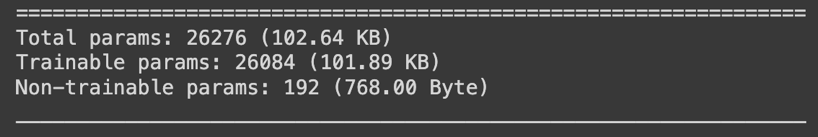 =================================================================
Total params: 26276 (102.64 KB)
Trainable params: 26084 (101.89 KB)
Non-trainable params: 192 (768.00 Byte)
_________________________________________________________________